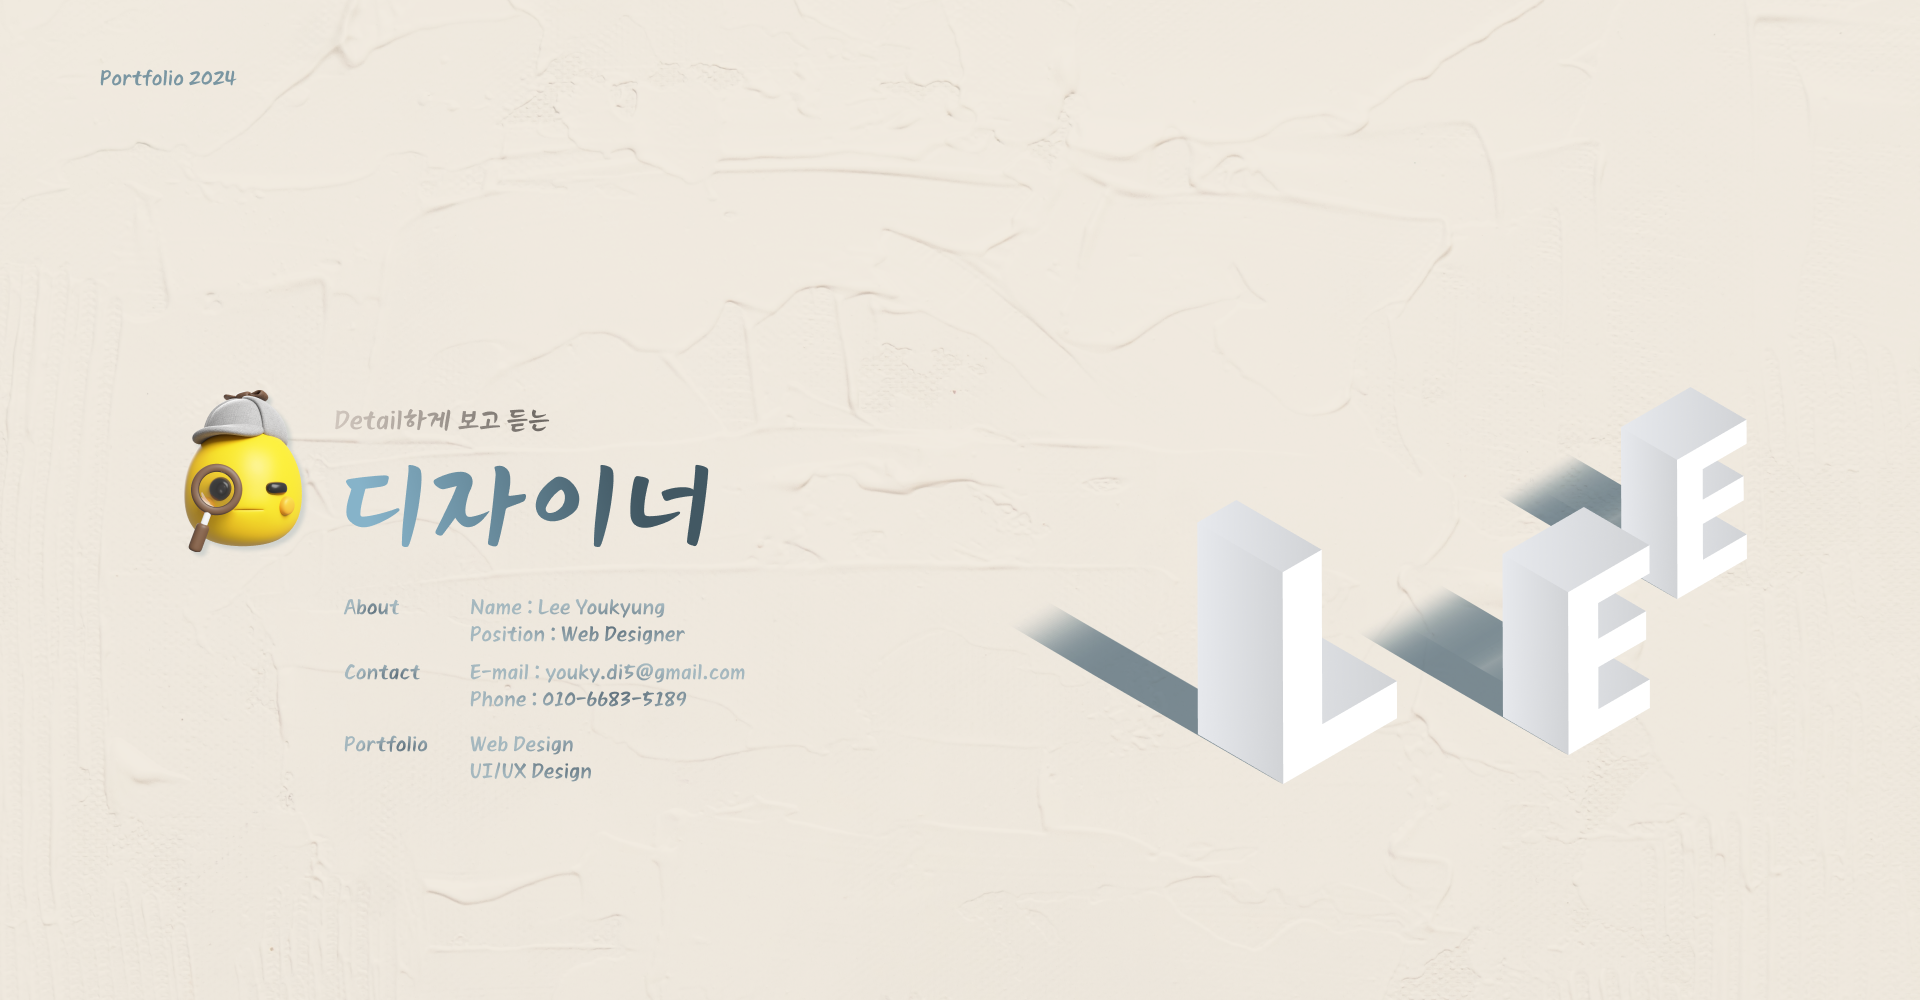 Portfolio 2024
Detail하게 보고 듣는
디자이너
About
Name : Lee Youkyung
Position : Web Designer
Contact
E-mail : youky.di5@gmail.com
Phone : 010-6683-5189
Portfolio
Web Design
UI/UX Design
LEE